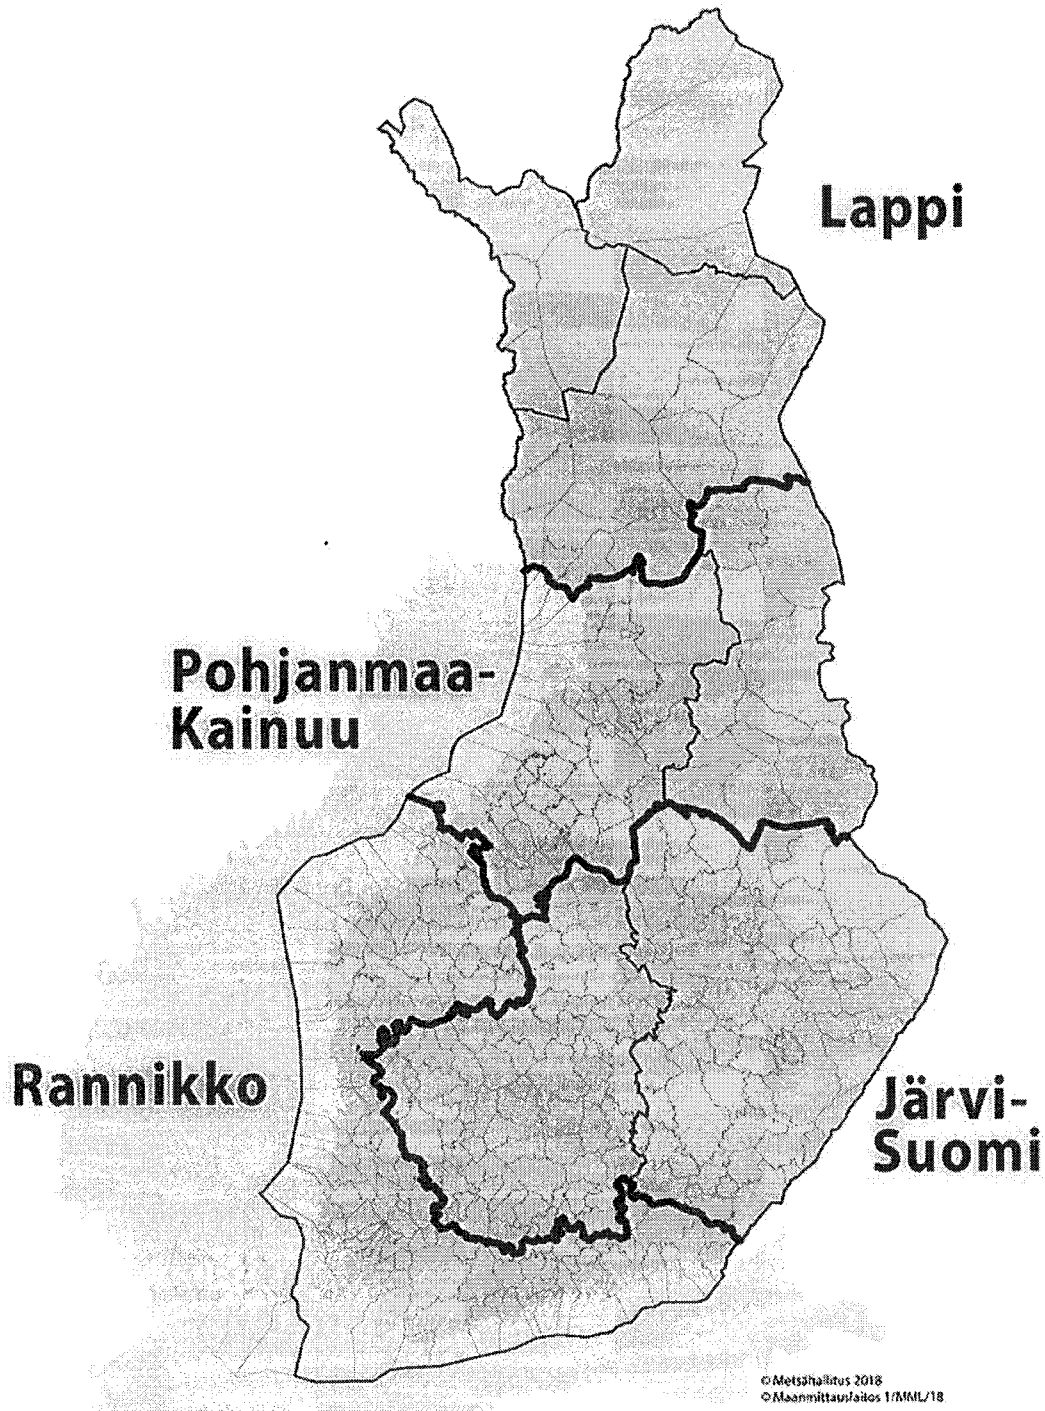 Lappi
Pohjanmaa-
Kainuu
Rannikko
Järvi-
Suomi
© Metsähallitus 2018
© Maanmittauslaitos 1/MML/18